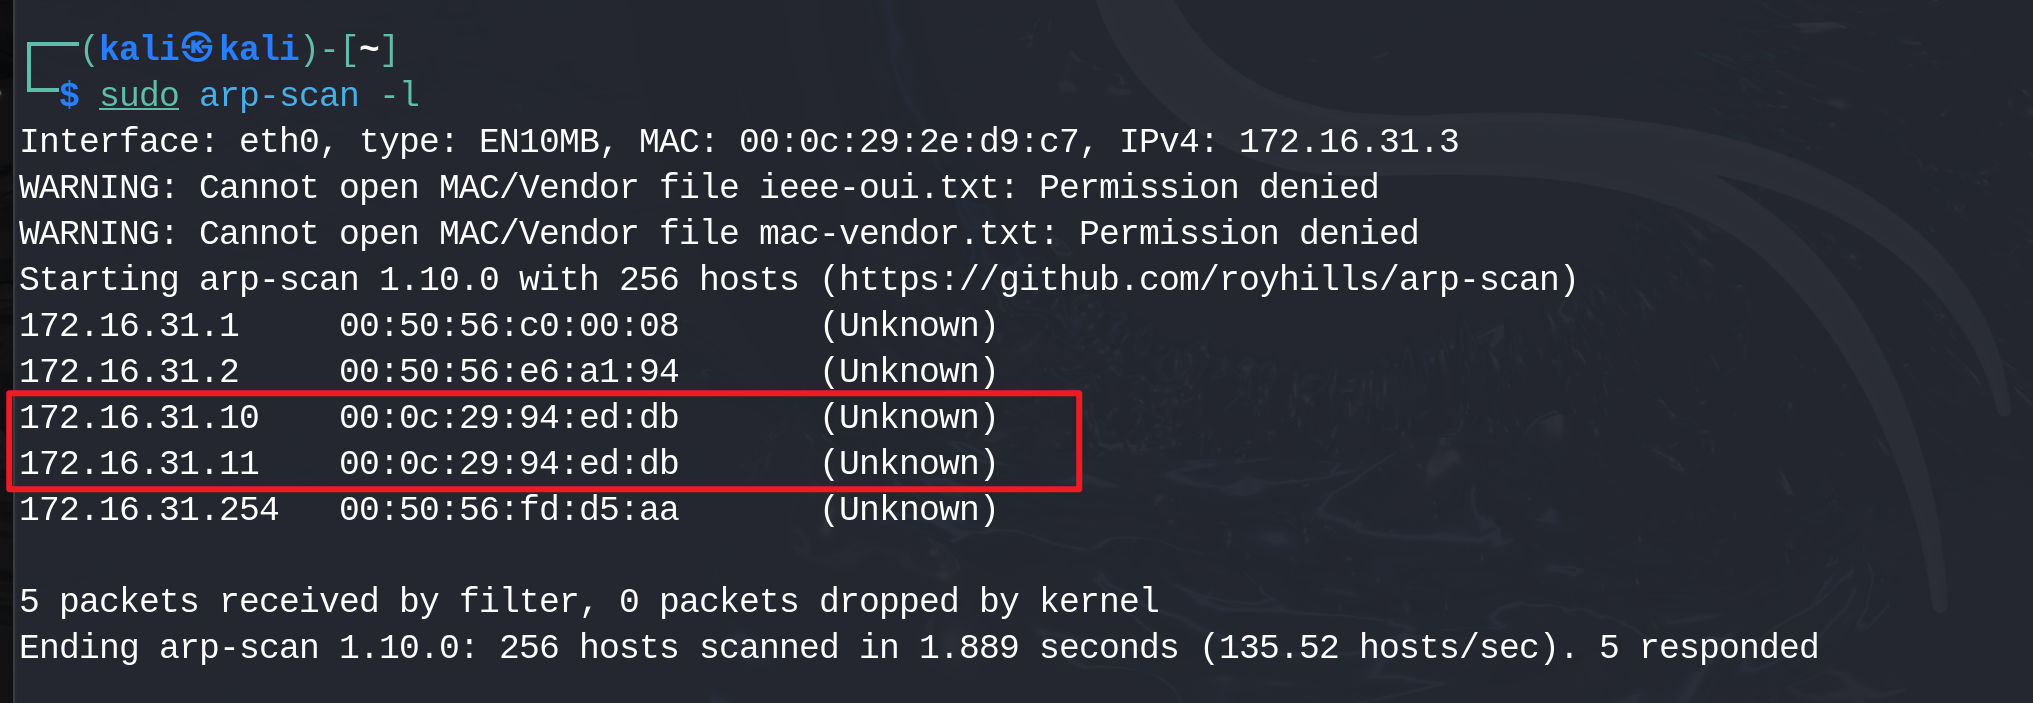 ┌──(kali㉿kali)-[~]
└─$ sudo arp-scan -l
Interface: eth0, type: EN10MB, MAC: 00:0c:29:2e:d9:c7, IPv4: 172.16.31.3
WARNING: Cannot open MAC/Vendor file ieee-oui.txt: Permission denied
WARNING: Cannot open MAC/Vendor file mac-vendor.txt: Permission denied
Starting arp-scan 1.10.0 with 256 hosts (https://github.com/royhills/arp-scan)
172.16.31.1     00:50:56:c0:00:08       (Unknown)
172.16.31.2     00:50:56:e6:a1:94       (Unknown)
172.16.31.10    00:0c:29:94:ed:db       (Unknown)
172.16.31.11    00:0c:29:94:ed:db       (Unknown)
172.16.31.254   00:50:56:fd:d5:aa       (Unknown)
5 packets received by filter, 0 packets dropped by kernel
Ending arp-scan 1.10.0: 256 hosts scanned in 1.889 seconds (135.52 hosts/sec). 5 responded